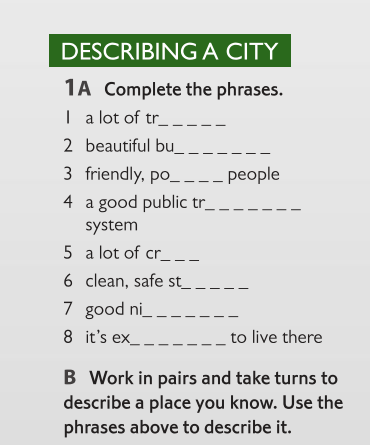 DESCRIBING A CITY
1A Complete the phrases.
1 a lot of tr_ _ _ _ _
2 beautiful bu_ _ _ _ _ _ _
3 friendly, po_ _ _ _ people
4 a good public tr_ _ _ _ _ _ _
system
5 a lot of cr_ _ _
6 clean, safe st_ _ _ _ _
7 good ni_ _ _ _ _ _ _
8 it's ex_ _ _ _ _ _ _ to live there
B Work in pairs and take turns to
describe a place you know. Use the
phrases above to describe it.